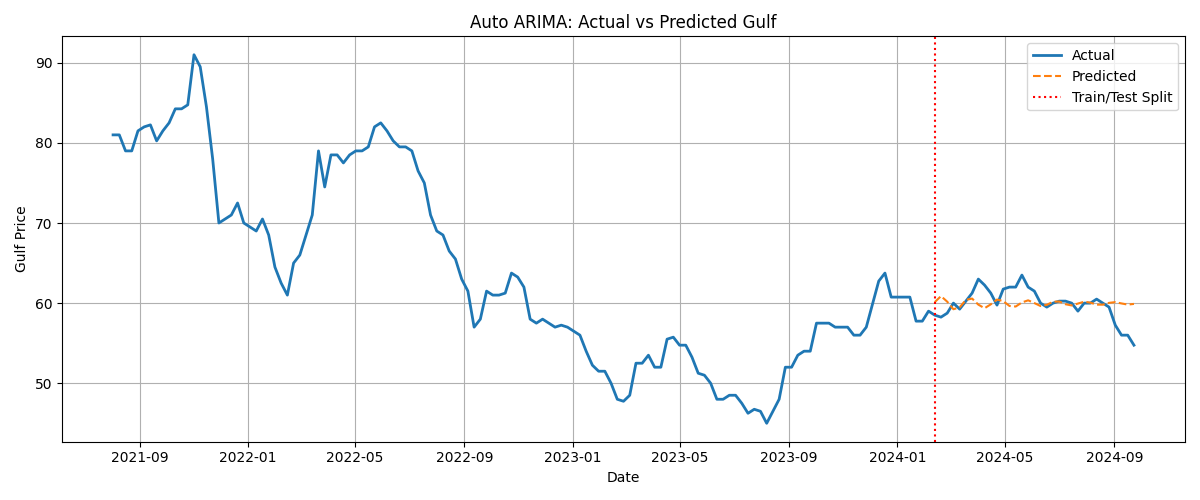 Auto ARIMA: Actual vs Predicted Gulf
Actual
Predicted
Train/Test Split
Gulf Price
90
80
70
60
50
2021-09
2022-01
2022-05
2022-09
2023-01
2023-05
2023-09
2024-01
2024-05
2024-09
Date